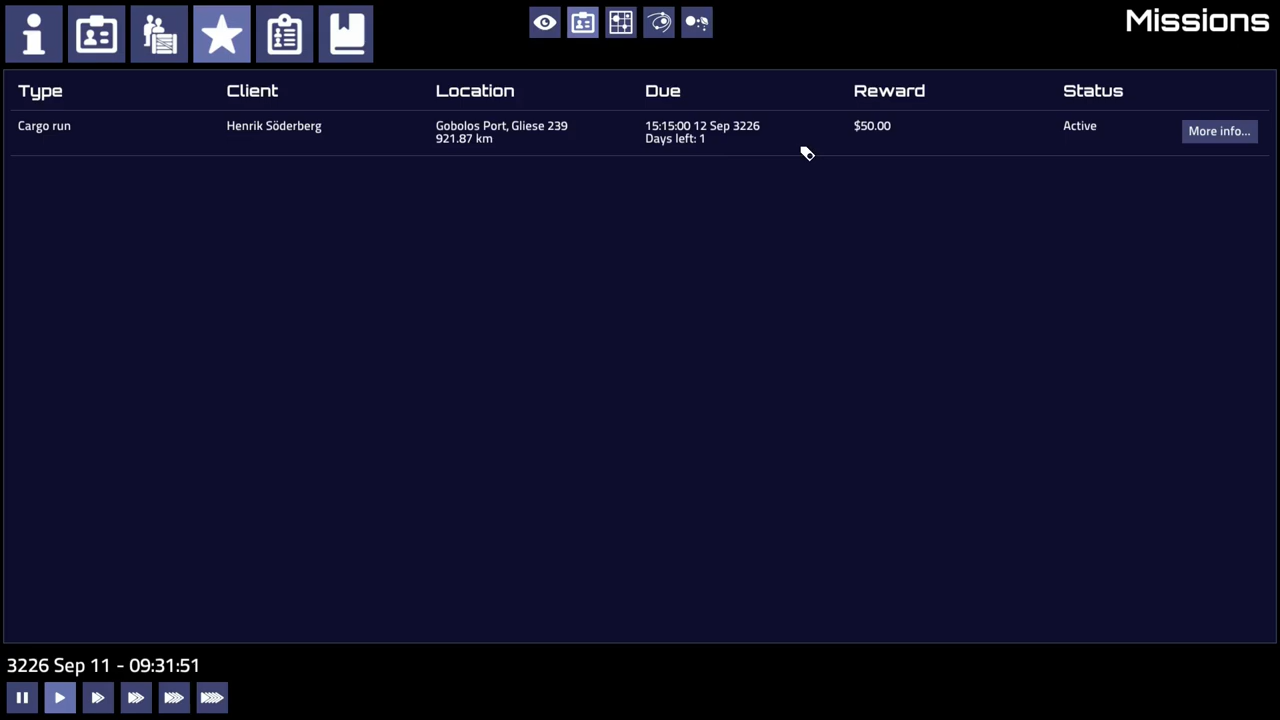 Missions
Type Client Location Due Reward Status
Cargo run Henrik Söderberg Gobolos Port, Gliese 239 15:15:00 12 Sep 3226 $50.00 Active More info...
921.87 km Days left: 1
3226 Sep 11 - 09:31:51